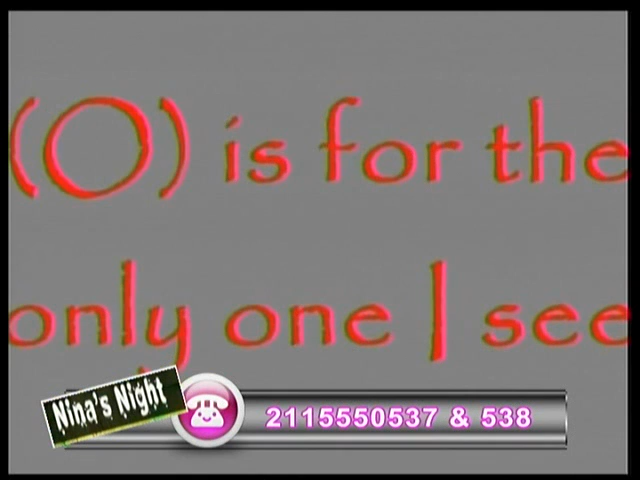 (O) is for the
only one I see
Nina's Night
2115550537 & 538